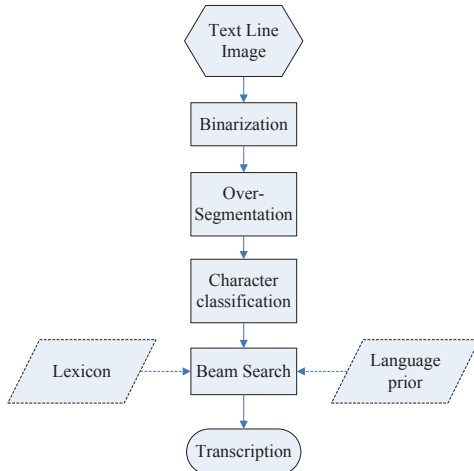 Text Line
Image
Binarization
Over-
Segmentation
Character
classification
Lexicon
Beam Search
Language
prior
Transcription